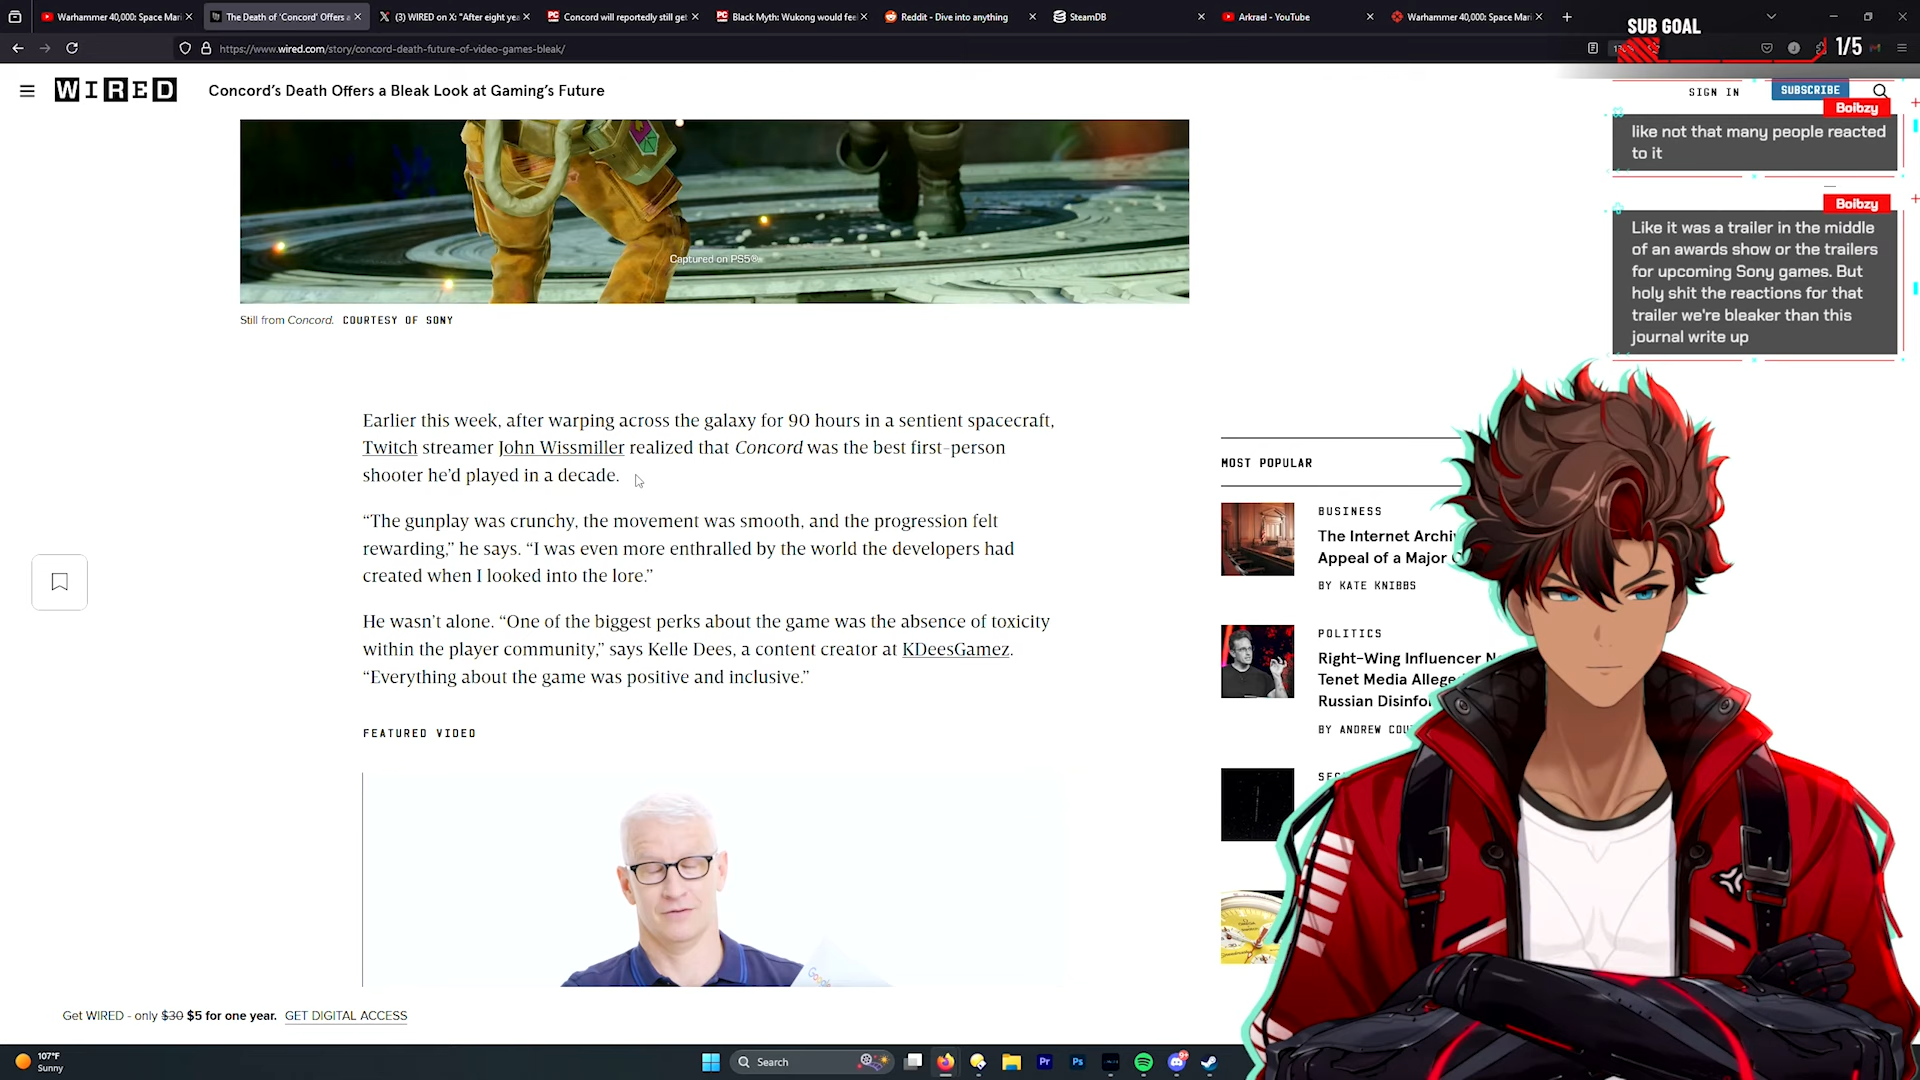 Warhammer 40,000: Space Mari
The Death of 'Concord' Offers a
(3) WIRED on X: "After eight yea
Concord will reportedly still get
Black Myth: Wukong would feel
Reddit - Dive into anything
SteamDB
Arkrael - YouTube
Warhammer 40,000: Space Mari
SUB GOAL
1/5
https://www.wired.com/story/concord-death-future-of-video-games-bleak/
WIRED
Concord's Death Offers a Bleak Look at Gaming's Future
SIGN IN
SUBSCRIBE
Boibzy
like not that many people reacted
to it
Boibzy
Like it was a trailer in the middle
of an awards show or the trailers
for upcoming Sony games. But
holy shit the reactions for that
trailer we're bleaker than this
journal write up
Captured on PS5®
Still from Concord. COURTESY OF SONY
Earlier this week, after warping across the galaxy for 90 hours in a sentient spacecraft,
Twitch streamer John Wissmiller realized that Concord was the best first-person
shooter he'd played in a decade.
"The gunplay was crunchy, the movement was smooth, and the progression felt
rewarding," he says. "I was even more enthralled by the world the developers had
created when I looked into the lore."
He wasn't alone. "One of the biggest perks about the game was the absence of toxicity
within the player community," says Kelle Dees, a content creator at KDeesGamez.
"Everything about the game was positive and inclusive."
FEATURED VIDEO
Google
MOST POPULAR
BUSINESS
The Internet Archi
Appeal of a Major
BY KATE KNIBBS
POLITICS
Right-Wing Influencer N
Tenet Media Allege
Russian Disinfo
BY ANDREW COU
SEC
Get WIRED - only $30 $5 for one year. GET DIGITAL ACCESS
107°F
Sunny
Search
Pr
Ps